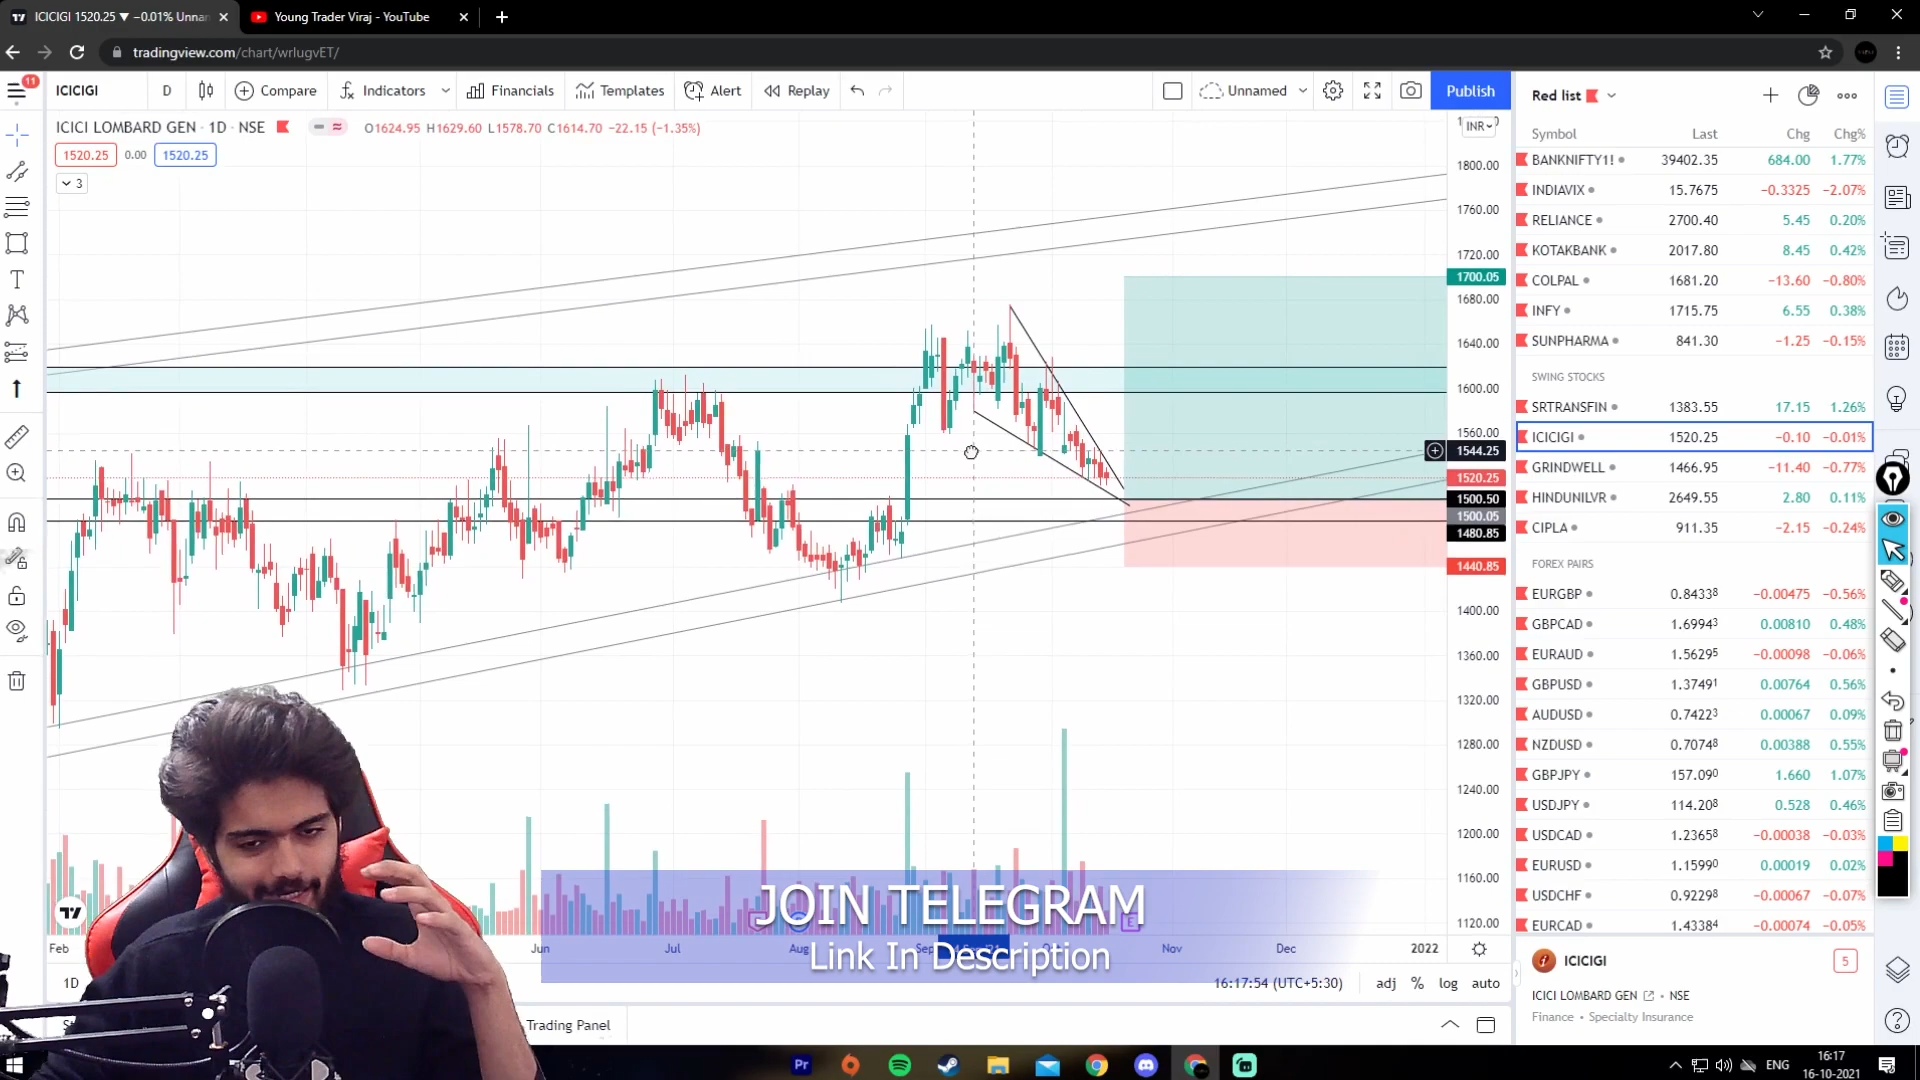 ICICIGI 1520.25 ▼ −0.01% Unnar
Young Trader Viraj - YouTube
tradingview.com/chart/wrlugvET/
11
ICICIGI
D
Compare
Indicators
Financials
Templates
Alert
Replay
Unnamed
Publish
ICICI LOMBARD GEN · 1D · NSE
O1624.95 H1629.60 L1578.70 C1614.70 −22.15 (−1.35%)
1520.25
0.00
1520.25
3
INR
1800.00
1760.00
1720.00
1700.05
1680.00
1640.00
1600.00
1560.00
1544.25
1520.25
1500.50
1500.05
1480.85
1440.85
1400.00
1360.00
1320.00
1280.00
1240.00
1200.00
1160.00
1120.00
Feb
Jun
Jul
Aug
Nov
Dec
2022
JOIN TELEGRAM
Link In Description
E
1D
16:17:54 (UTC+5:30)
adj
%
log
auto
Trading Panel
Red list
Symbol Last Chg Chg%
BANKNIFTY1! 39402.35 684.00 1.77%
INDIAVIX 15.7675 −0.3325 −2.07%
RELIANCE 2700.40 5.45 0.20%
KOTAKBANK 2017.80 8.45 0.42%
COLPAL 1681.20 −13.60 −0.80%
INFY 1715.75 6.55 0.38%
SUNPHARMA 841.30 −1.25 −0.15%
SWING STOCKS
SRTRANSFIN 1383.55 17.15 1.26%
ICICIGI 1520.25 −0.10 −0.01%
GRINDWELL 1466.95 −11.40 −0.77%
HINDUNILVR 2649.55 2.80 0.11%
CIPLA 911.35 −2.15 −0.24%
FOREX PAIRS
EURGBP 0.84338 −0.00475 −0.56%
GBPCAD 1.69943 0.00810 0.48%
EURAUD 1.56295 −0.00098 −0.06%
GBPUSD 1.37491 0.00764 0.56%
AUDUSD 0.74223 0.00067 0.09%
NZDUSD 0.70748 0.00388 0.55%
GBPJPY 157.090 1.660 1.07%
USDJPY 114.208 0.528 0.46%
USDCAD 1.23658 −0.00038 −0.03%
EURUSD 1.15990 0.00019 0.02%
USDCHF 0.92298 −0.00067 −0.07%
EURCAD 1.43384 −0.00074 −0.05%
ICICIGI
5
ICICI LOMBARD GEN • NSE
Finance • Specialty Insurance
Pr
ENG
16:17
16-10-2021